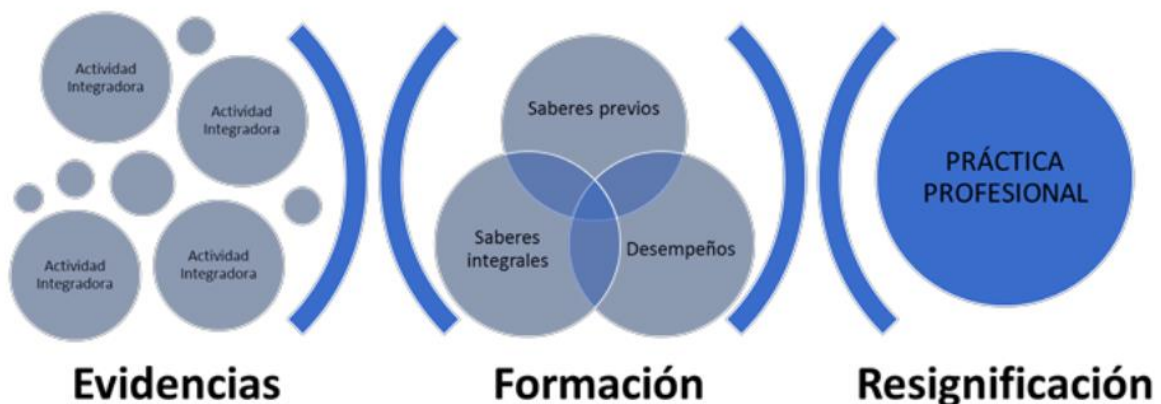 Actividad
Integradora
Actividad
Integradora
Actividad
Integradora
Actividad
Integradora
Saberes previos
Saberes
integrales
Desempeños
PRÁCTICA
PROFESIONAL
Evidencias
Formación
Resignificación